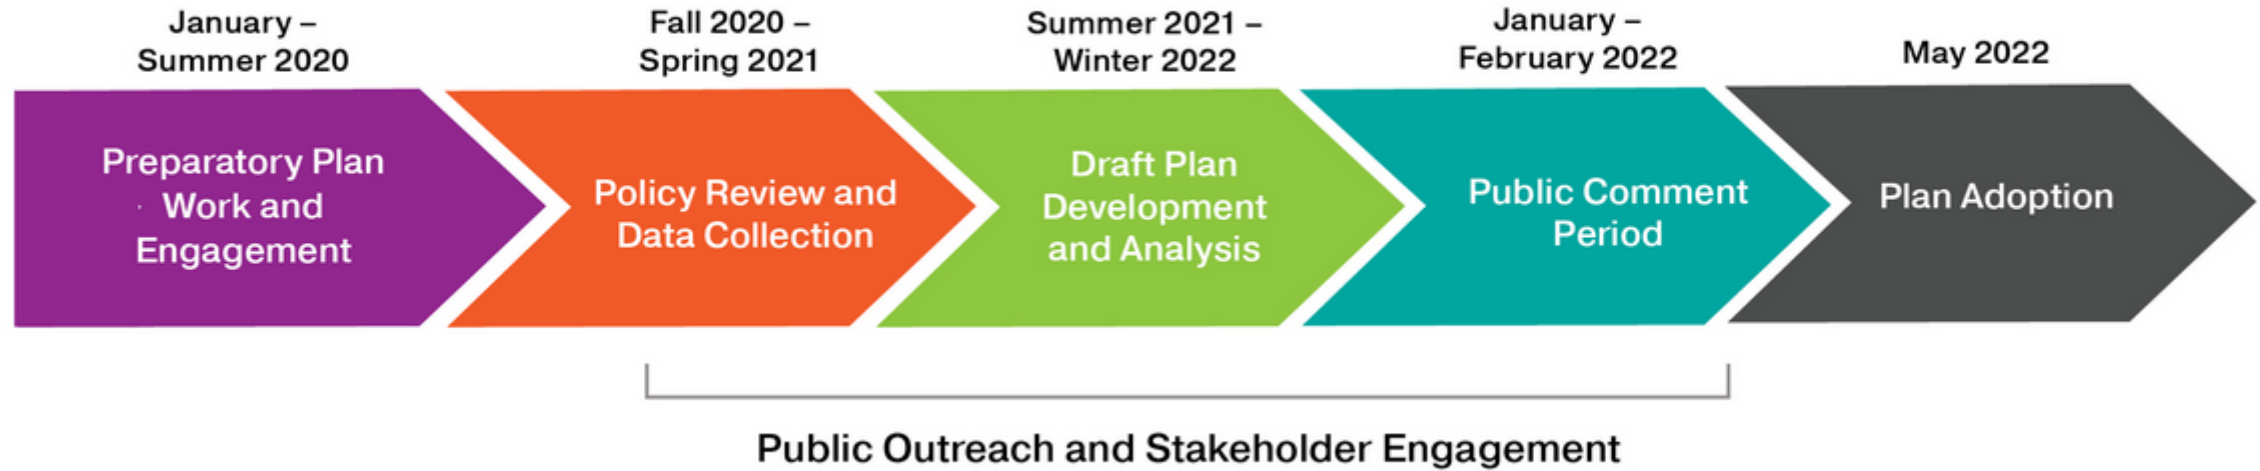 January –
Summer 2020
Fall 2020 –
Spring 2021
Summer 2021 –
Winter 2022
January –
February 2022
May 2022
Preparatory Plan
· Work and
Engagement
Policy Review and
Data Collection
Draft Plan
Development
and Analysis
Public Comment
Period
Plan Adoption
Public Outreach and Stakeholder Engagement